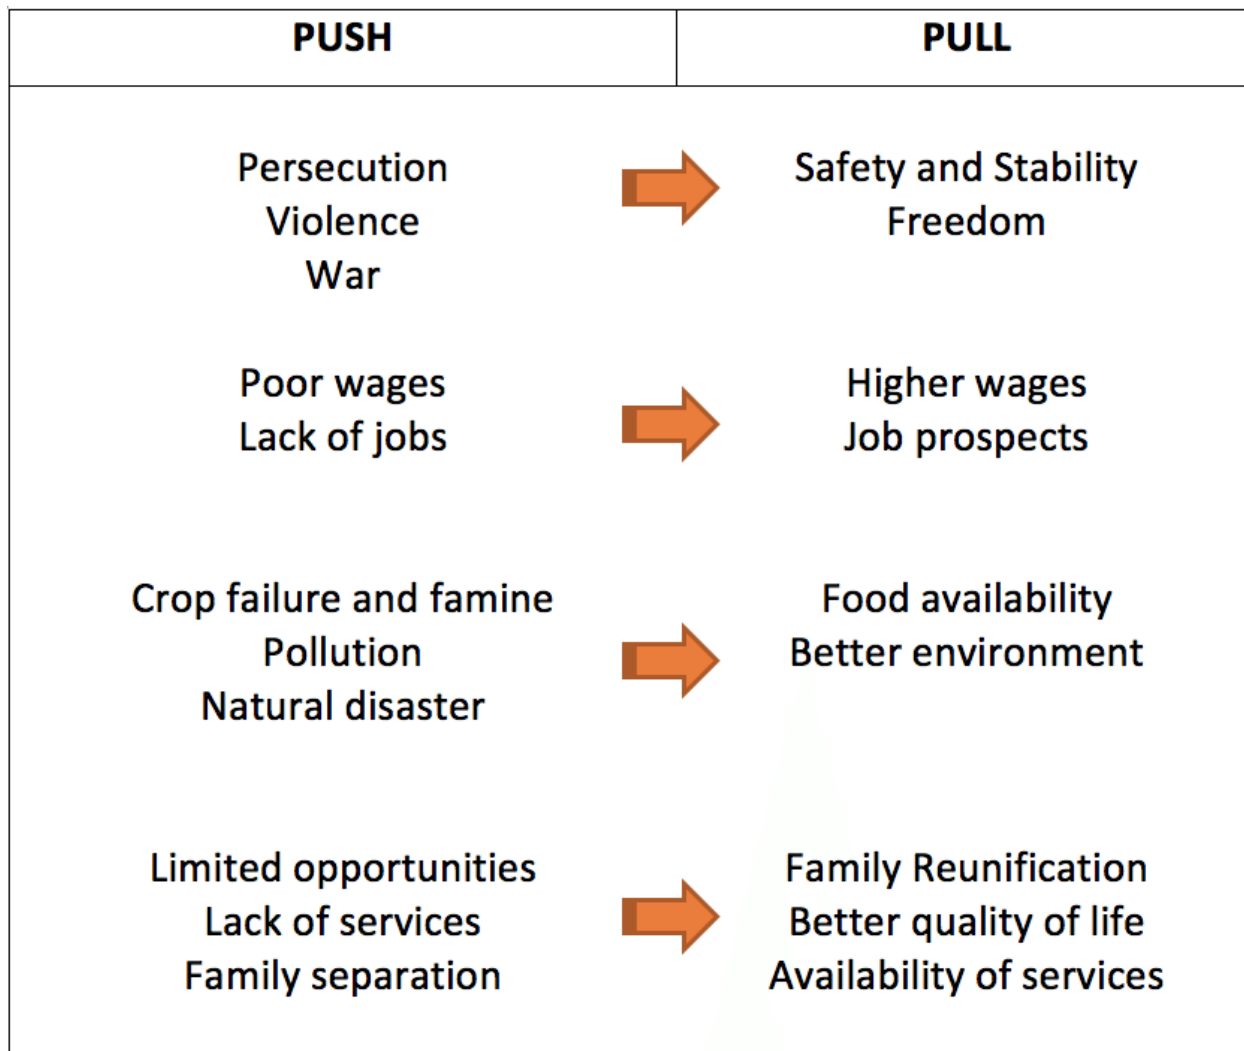 PUSH
PULL
Persecution
Violence
War
Safety and Stability
Freedom
Poor wages
Lack of jobs
Higher wages
Job prospects
Crop failure and famine
Pollution
Natural disaster
Food availability
Better environment
Limited opportunities
Lack of services
Family separation
Family Reunification
Better quality of life
Availability of services